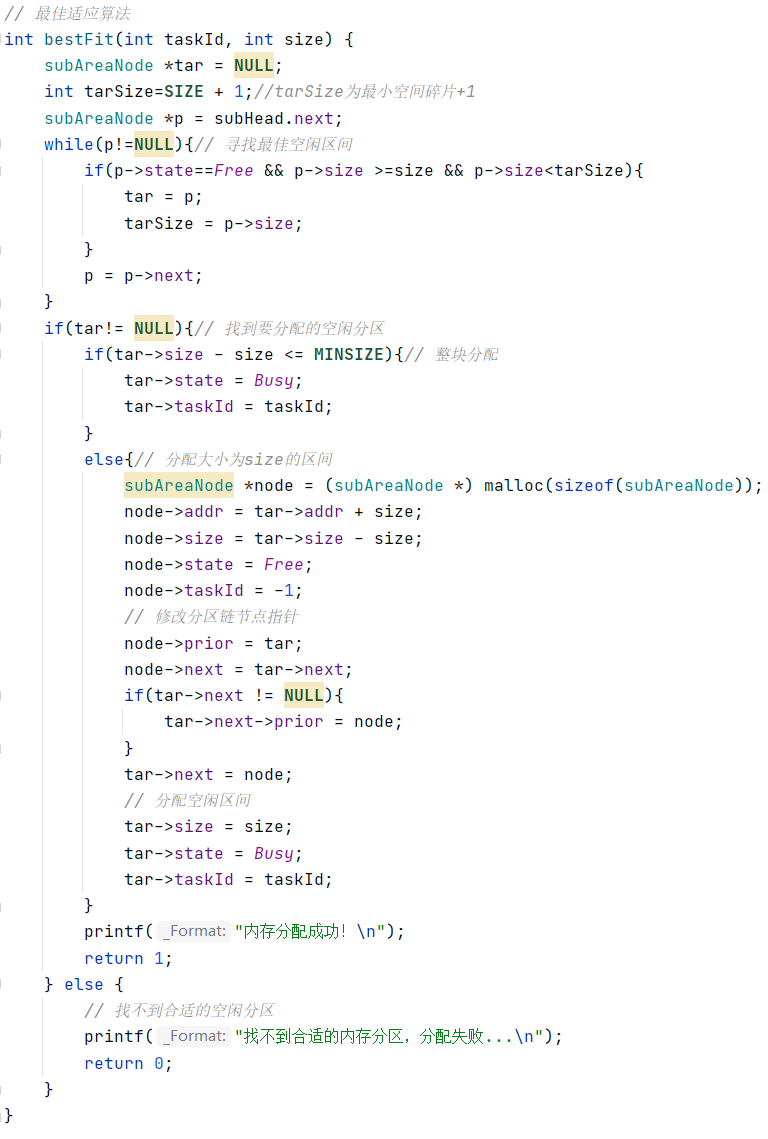 // 最佳适应算法
int bestFit(int taskId, int size) {
    subAreaNode *tar = NULL;
    int tarSize=SIZE + 1;//tarSize为最小空间碎片+1
    subAreaNode *p = subHead.next;
    while(p!=NULL){// 寻找最佳空闲区间
        if(p->state==Free && p->size >=size && p->size<tarSize){
            tar = p;
            tarSize = p->size;
        }
        p = p->next;
    }
    if(tar!= NULL){// 找到要分配的空闲分区
        if(tar->size - size <= MINSIZE){// 整块分配
            tar->state = Busy;
            tar->taskId = taskId;
        }
        else{// 分配大小为size的区间
            subAreaNode *node = (subAreaNode *) malloc(sizeof(subAreaNode));
            node->addr = tar->addr + size;
            node->size = tar->size - size;
            node->state = Free;
            node->taskId = -1;
            // 修改分区链节点指针
            node->prior = tar;
            node->next = tar->next;
            if(tar->next != NULL){
                tar->next->prior = node;
            }
            tar->next = node;
            // 分配空闲区间
            tar->size = size;
            tar->state = Busy;
            tar->taskId = taskId;
        }
        printf( _Format: "内存分配成功！\n");
        return 1;
    } else {
        // 找不到合适的空闲分区
        printf( _Format: "找不到合适的内存分区，分配失败...\n");
        return 0;
    }
}